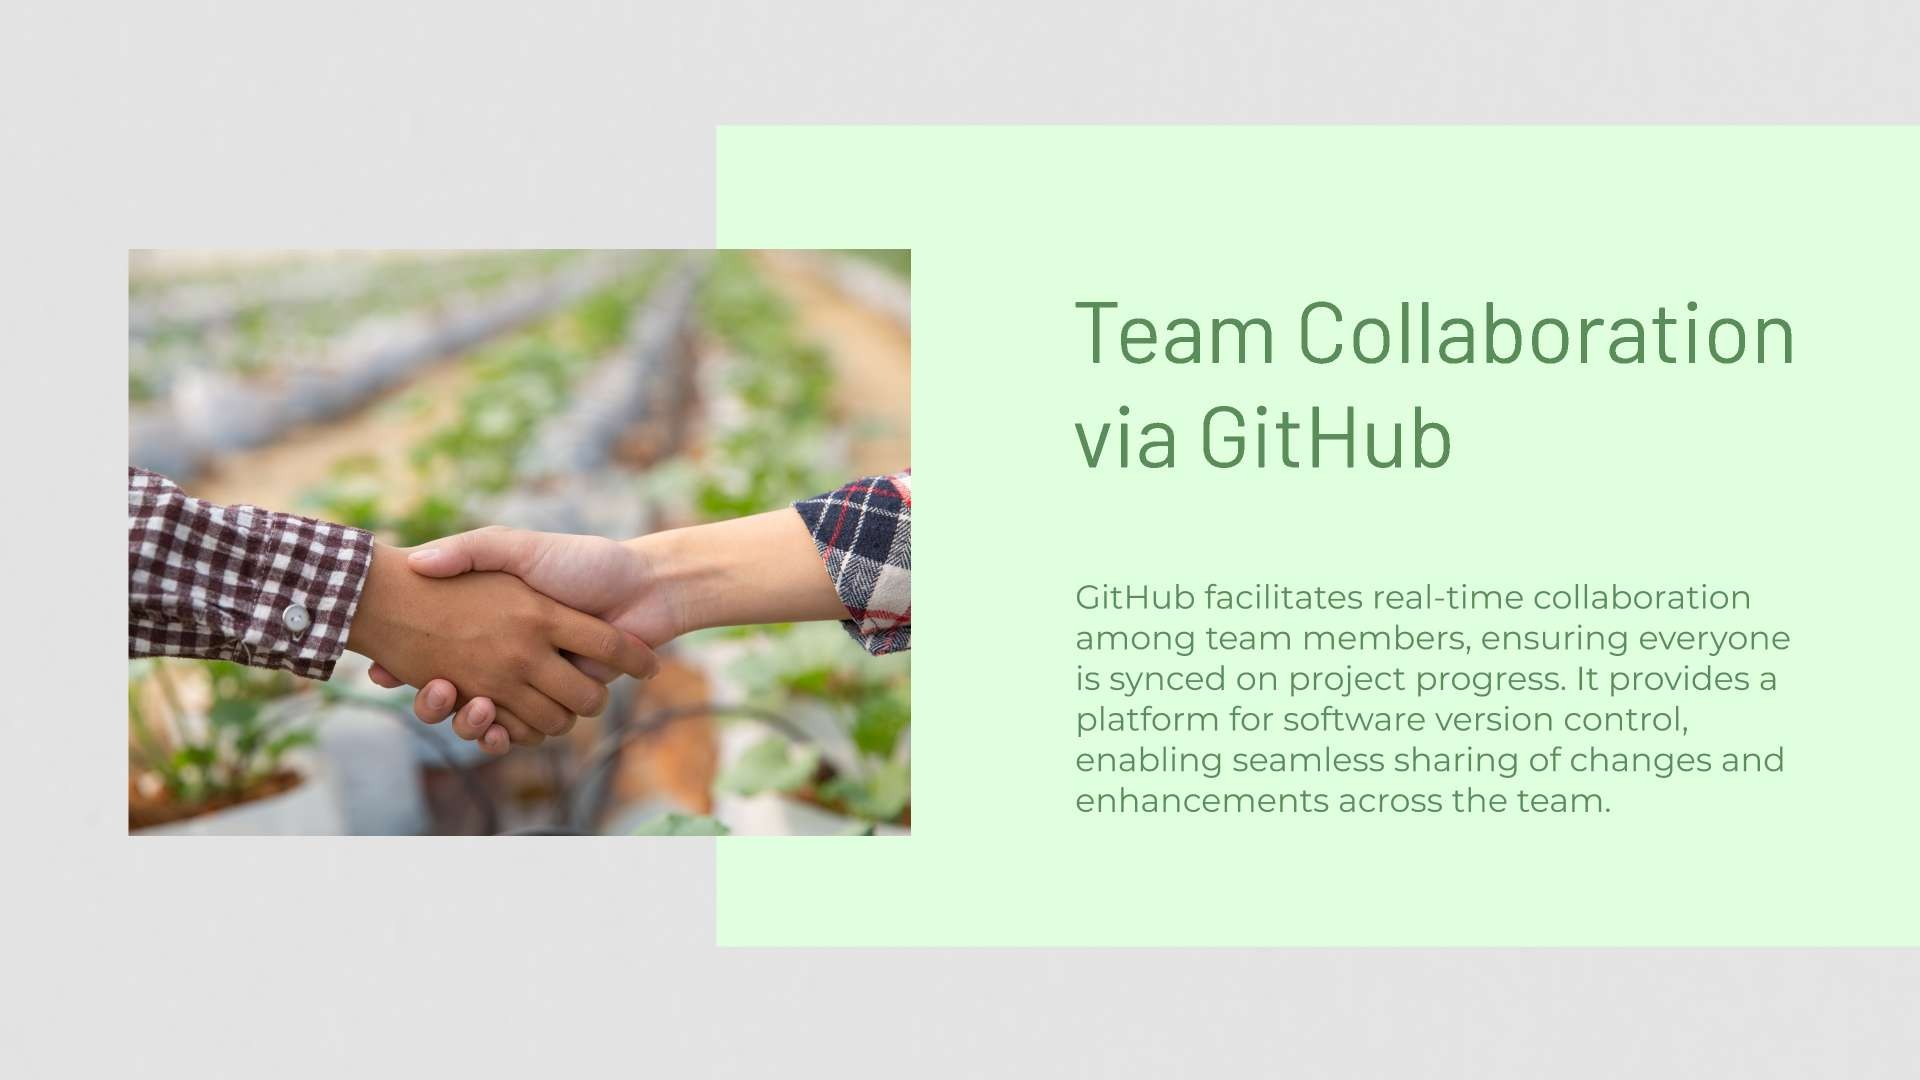 Team Collaboration
via GitHub
GitHub facilitates real-time collaboration
among team members, ensuring everyone
is synced on project progress. It provides a
platform for software version control,
enabling seamless sharing of changes and
enhancements across the team.